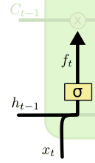 C_{t-1}
×
f_t
σ
h_{t-1}
x_t